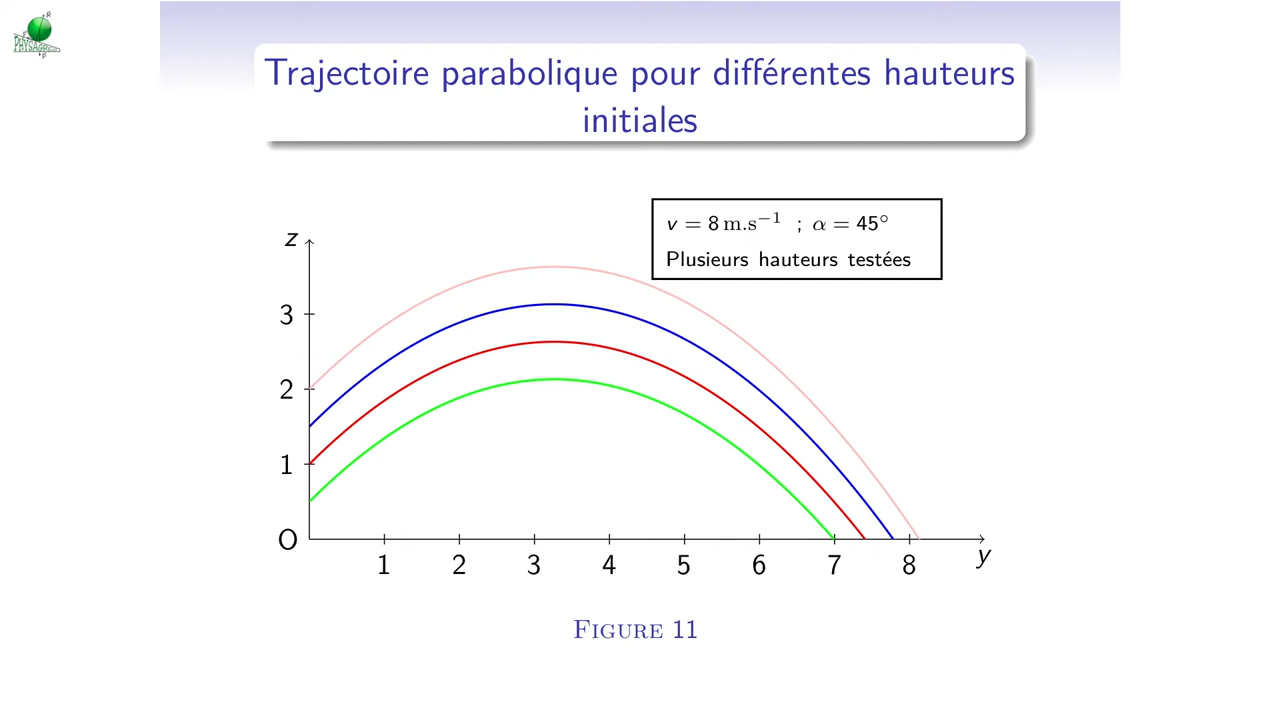 Trajectoire parabolique pour différentes hauteurs
initiales
v = 8 m.s⁻¹ ; α = 45°
Plusieurs hauteurs testées
z
3
2
1
O
1 2 3 4 5 6 7 8
y
FIGURE 11